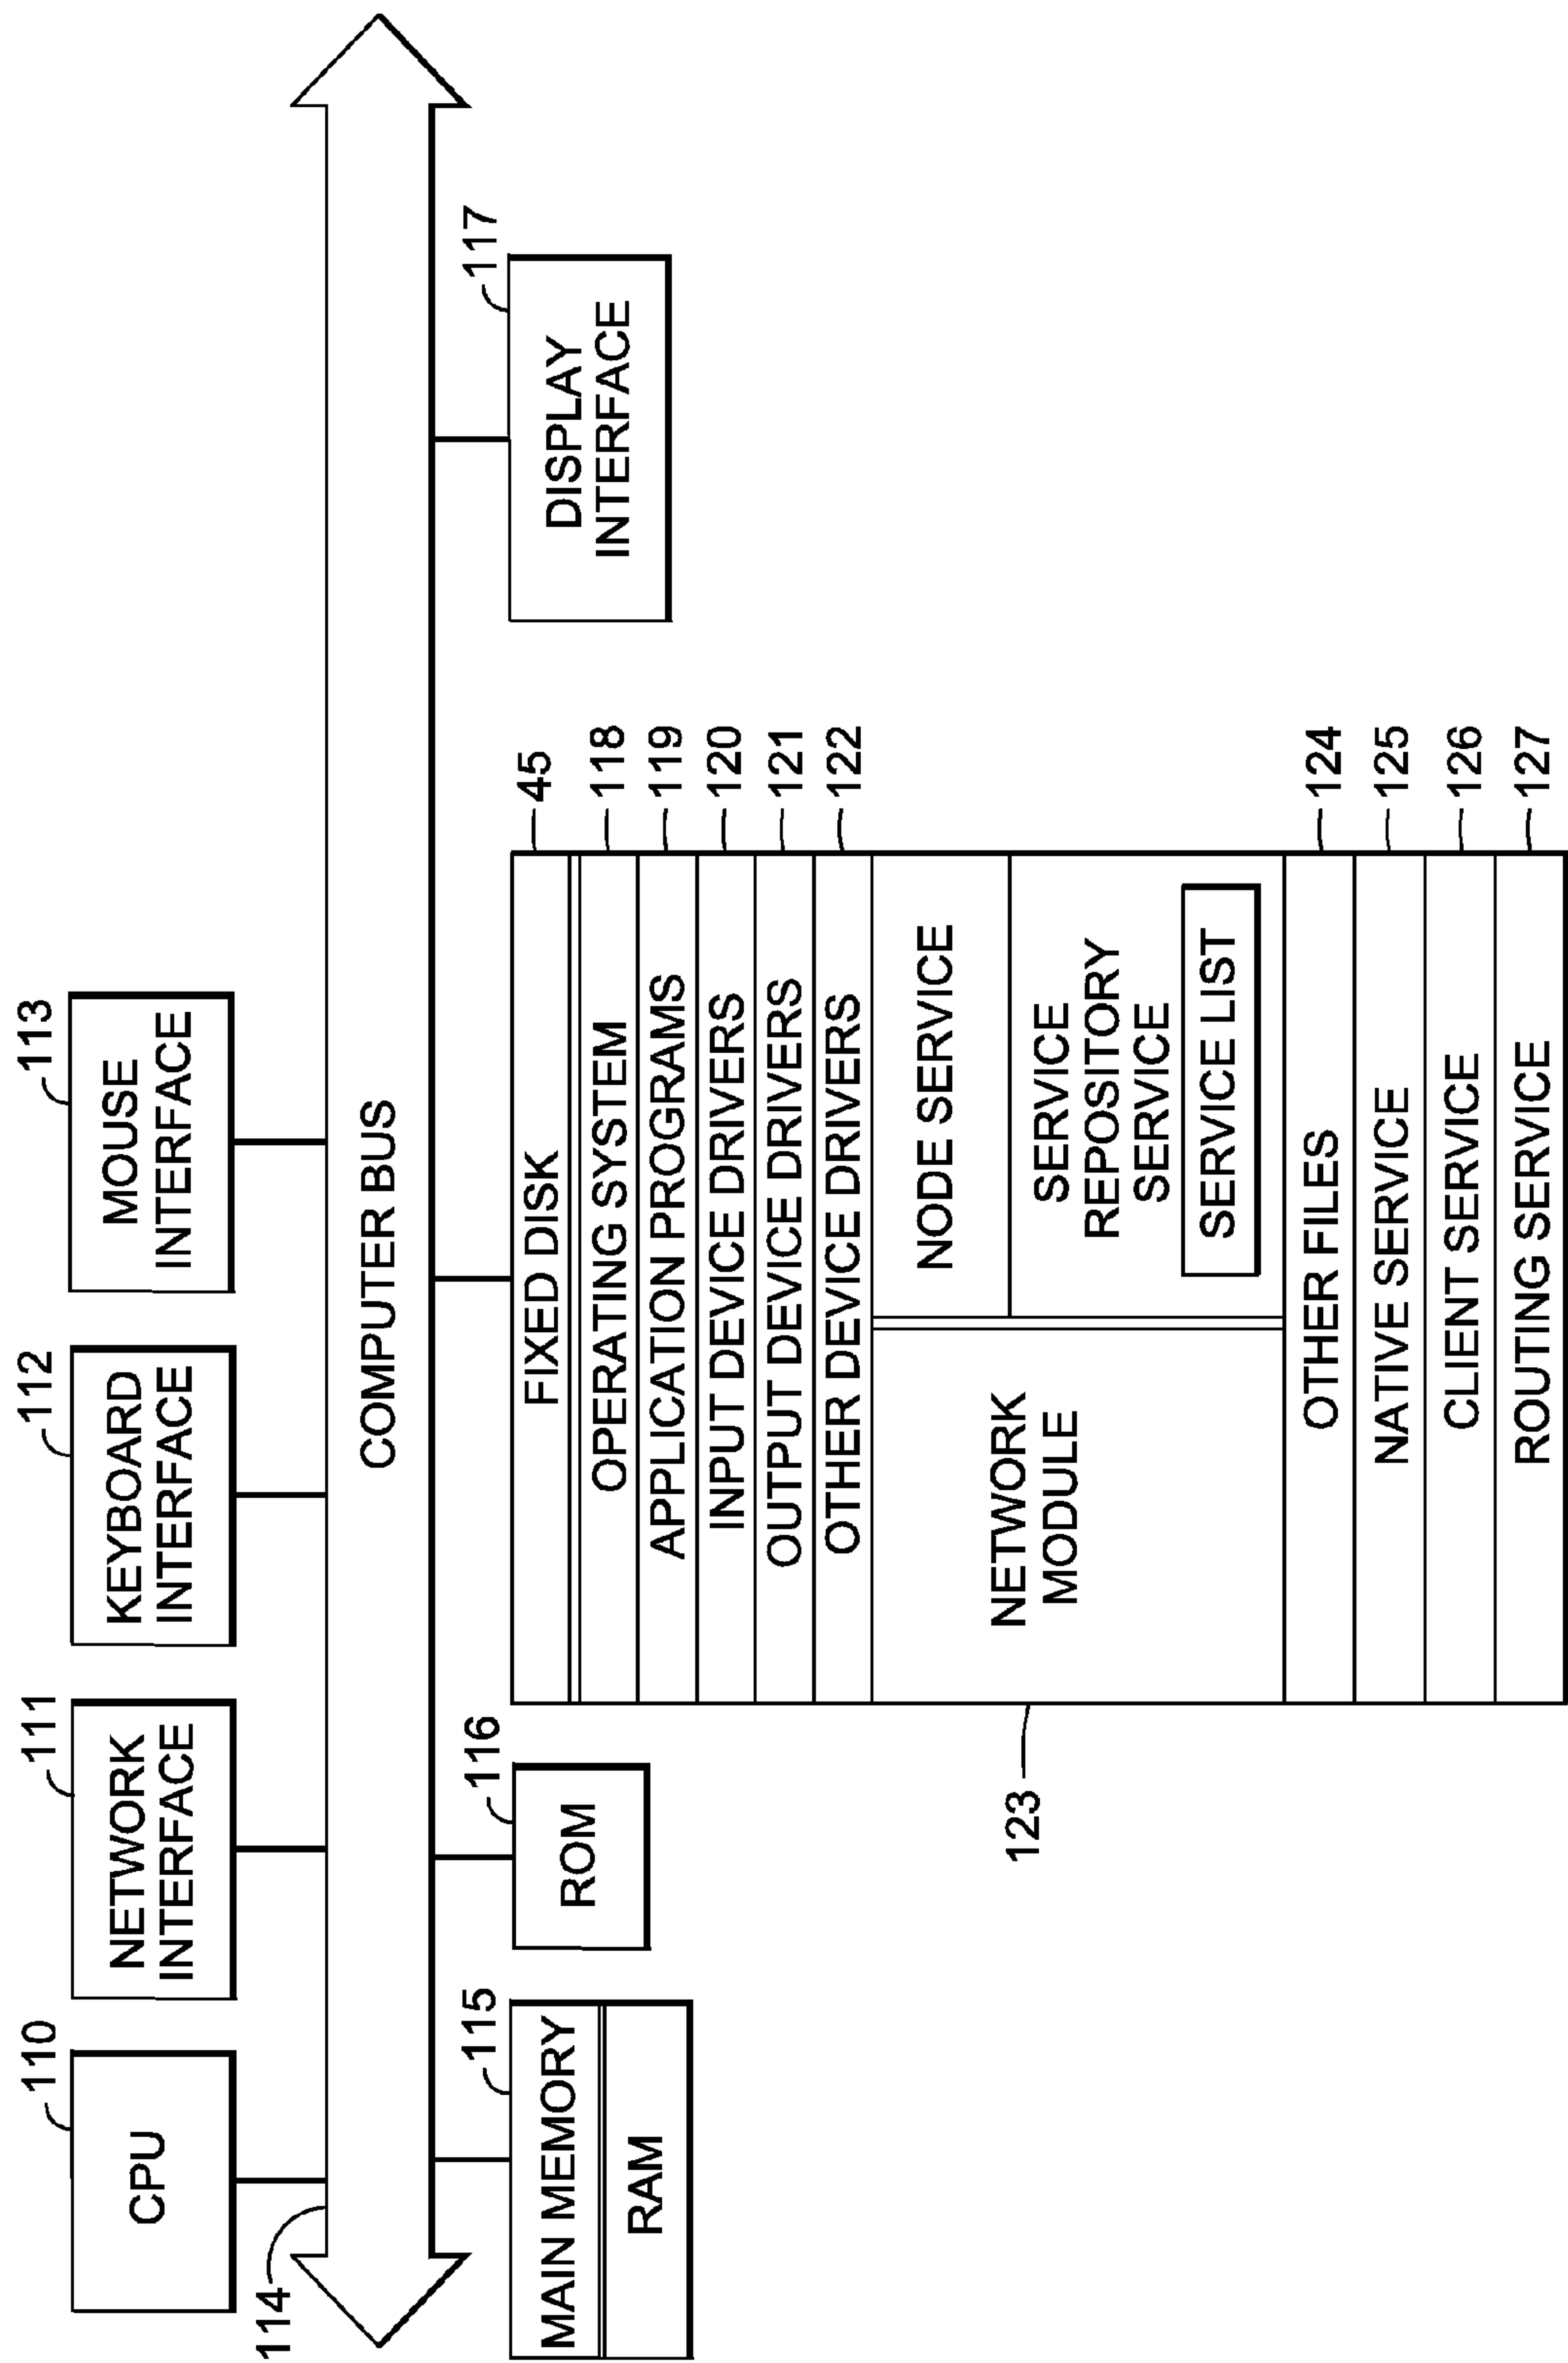 110
CPU
111
NETWORK
INTERFACE
112
KEYBOARD
INTERFACE
113
MOUSE
INTERFACE
114
COMPUTER BUS
115
MAIN MEMORY
RAM
116
ROM
117
DISPLAY
INTERFACE
FIXED DISK
45
OPERATING SYSTEM
118
APPLICATION PROGRAMS
119
INPUT DEVICE DRIVERS
120
OUTPUT DEVICE DRIVERS
121
OTHER DEVICE DRIVERS
122
123
NETWORK
MODULE
NODE SERVICE
SERVICE
REPOSITORY
SERVICE
SERVICE LIST
OTHER FILES
124
NATIVE SERVICE
125
CLIENT SERVICE
126
ROUTING SERVICE
127